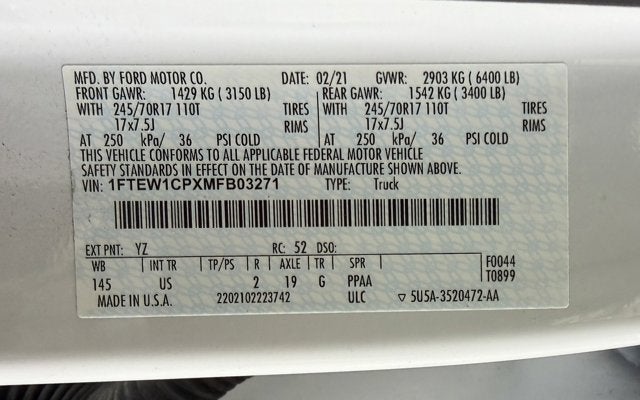 MFD. BY FORD MOTOR CO. DATE: 02/21 GVWR: 2903 KG ( 6400 LB)
FRONT GAWR: 1429 KG ( 3150 LB) REAR GAWR: 1542 KG ( 3400 LB)
WITH 245/70R17 110T TIRES WITH 245/70R17 110T TIRES
17x7.5J RIMS 17x7.5J RIMS
AT 250 kPa/ 36 PSI COLD AT 250 kPa/ 36 PSI COLD
THIS VEHICLE CONFORMS TO ALL APPLICABLE FEDERAL MOTOR VEHICLE
SAFETY STANDARDS IN EFFECT ON THE DATE OF MANUFACTURE SHOWN ABOVE.
VIN: 1FTEW1CPXMFB03271 TYPE: Truck
EXT PNT: YZ RC: 52 DSO:
WB INT TR TP/PS R AXLE TR SPR F0044
145 US 2 19 G PPAA T0899
MADE IN U.S.A. 2202102223742 ULC ▽ 5U5A-3520472-AA